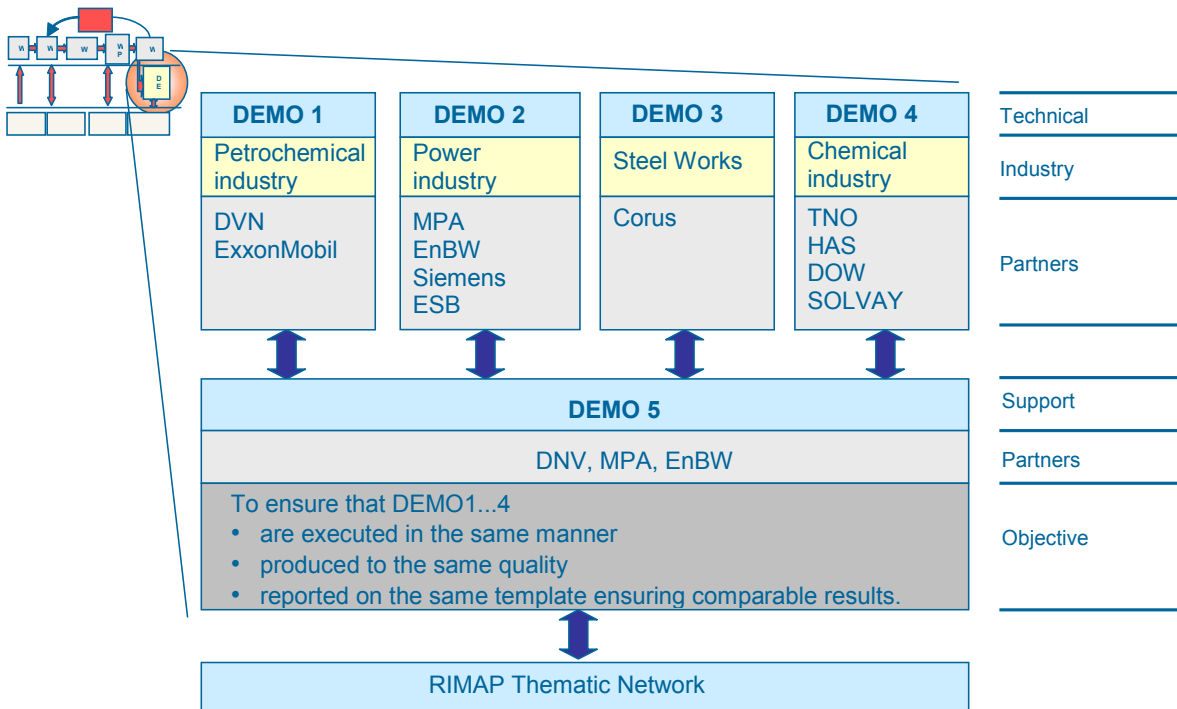 W
W
W
W
P
W
D
E
DEMO 1
DEMO 2
DEMO 3
DEMO 4
Technical
Petrochemical
industry
Power
industry
Steel Works
Chemical
industry
Industry
DVN
ExxonMobil
MPA
EnBW
Siemens
ESB
Corus
TNO
HAS
DOW
SOLVAY
Partners
DEMO 5
Support
DNV, MPA, EnBW
Partners
To ensure that DEMO1...4
• are executed in the same manner
• produced to the same quality
• reported on the same template ensuring comparable results.
Objective
RIMAP Thematic Network